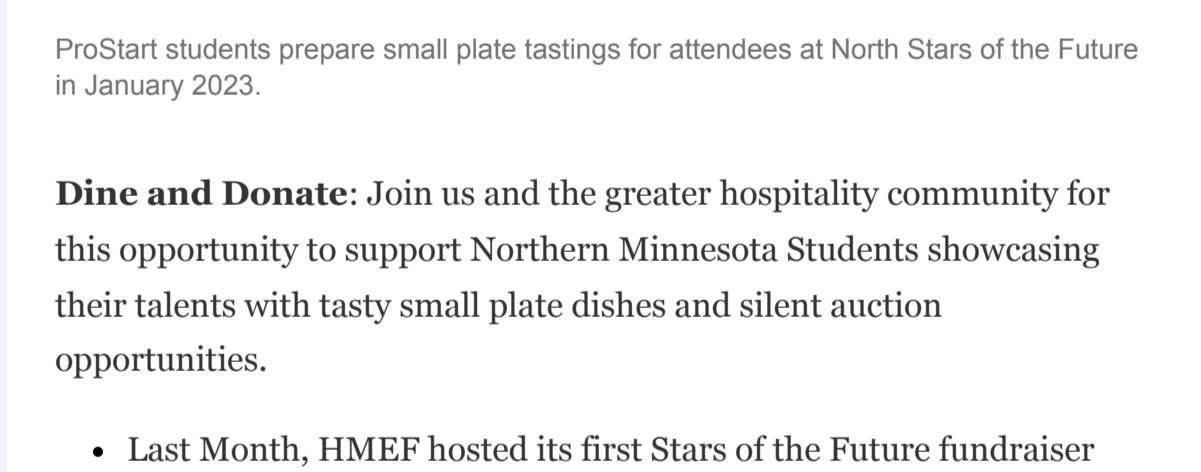 ProStart students prepare small plate tastings for attendees at North Stars of the Future
in January 2023.
Dine and Donate: Join us and the greater hospitality community for
this opportunity to support Northern Minnesota Students showcasing
their talents with tasty small plate dishes and silent auction
opportunities.
• Last Month, HMEF hosted its first Stars of the Future fundraiser